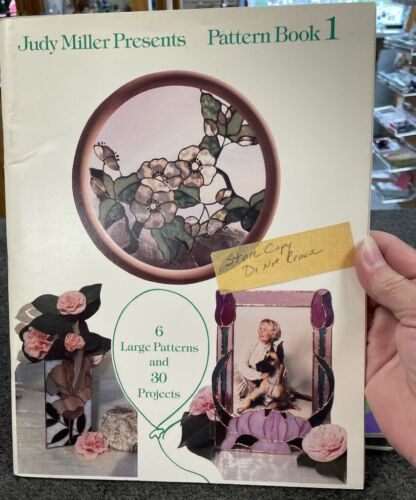 Judy Miller Presents Pattern Book 1
Store Copy
Do Not Remove
6
Large Patterns
and
30
Projects